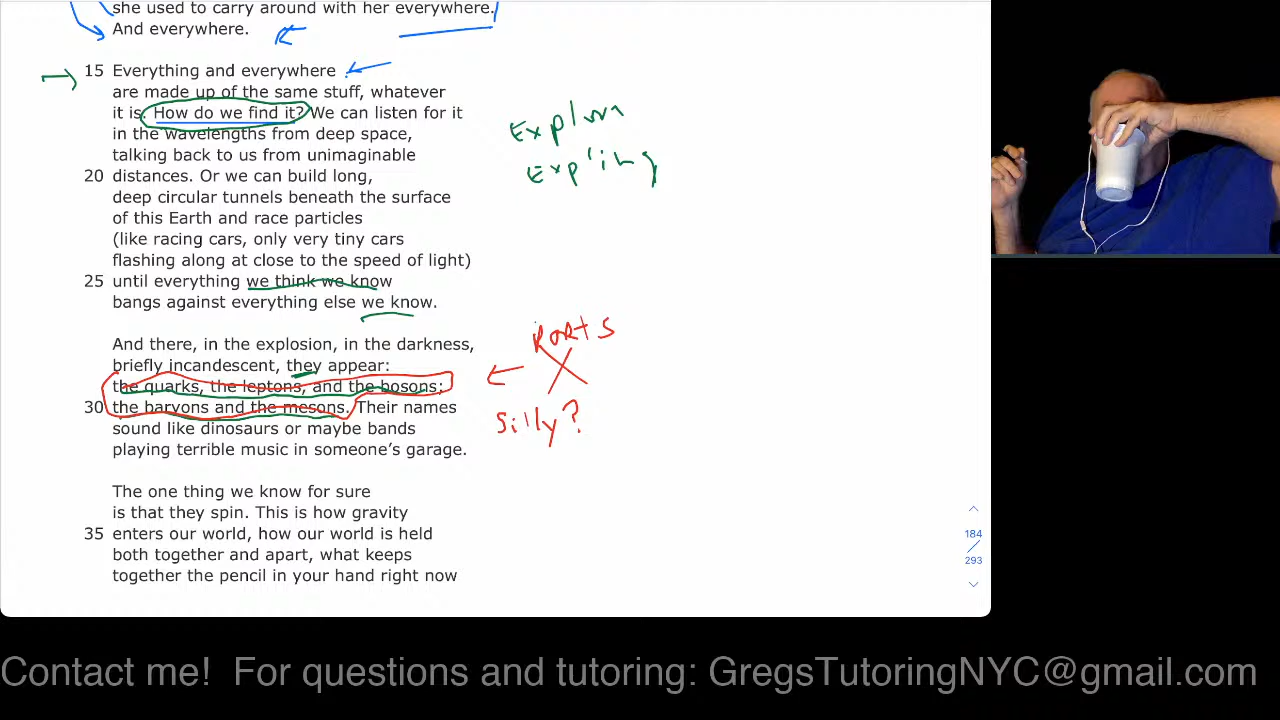 she used to carry around with her everywhere.
And everywhere.
15 Everything and everywhere
are made up of the same stuff, whatever
it is. How do we find it? We can listen for it
in the wavelengths from deep space,
talking back to us from unimaginable
20 distances. Or we can build long,
deep circular tunnels beneath the surface
of this Earth and race particles
(like racing cars, only very tiny cars
flashing along at close to the speed of light)
25 until everything we think we know
bangs against everything else we know.
And there, in the explosion, in the darkness,
briefly incandescent, they appear:
the quarks, the leptons, and the bosons;
30 the baryons and the mesons. Their names
sound like dinosaurs or maybe bands
playing terrible music in someone's garage.
The one thing we know for sure
is that they spin. This is how gravity
35 enters our world, how our world is held
both together and apart, what keeps
together the pencil in your hand right now
Silly?
184
293
Contact me! For questions and tutoring: GregsTutoringNYC@gmail.com